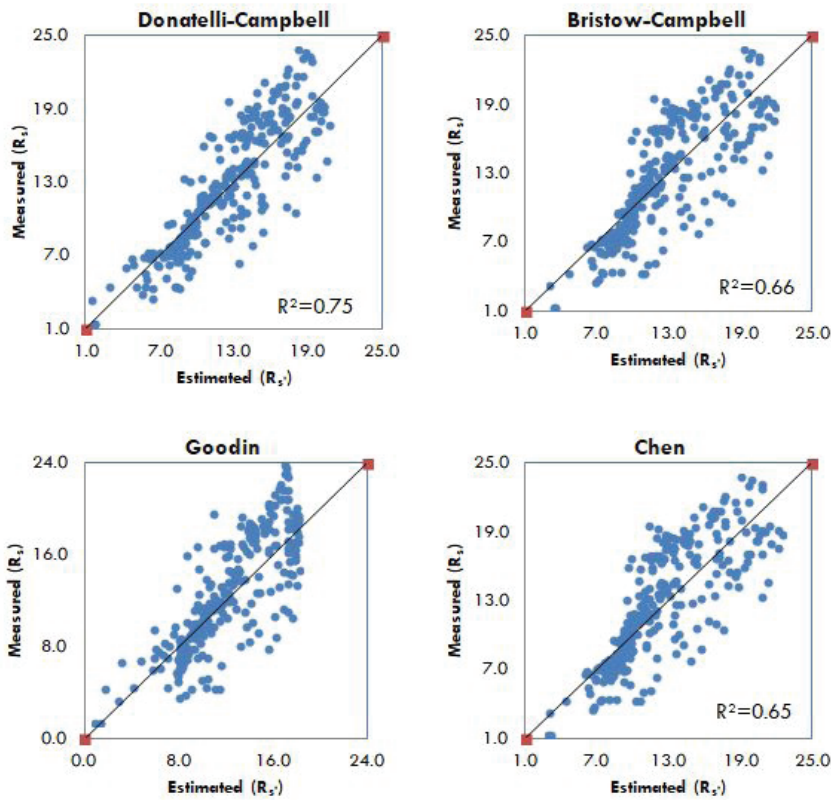 Donatelli-Campbell
25.0
19.0
13.0
7.0
1.0
Measured (Rₛ)
R²=0.75
1.0 7.0 13.0 19.0 25.0
Estimated (Rₛ,)
Bristow-Campbell
25.0
19.0
13.0
7.0
1.0
Measured (Rₛ)
R²=0.66
1.0 7.0 13.0 19.0 25.0
Estimated (Rₛ,)
Goodin
24.0
16.0
8.0
0.0
Measured (Rₛ)
0.0 8.0 16.0 24.0
Estimated (Rₛ,)
Chen
25.0
19.0
13.0
7.0
1.0
Measured (Rₛ)
R²=0.65
1.0 7.0 13.0 19.0 25.0
Estimated (Rₛ,)